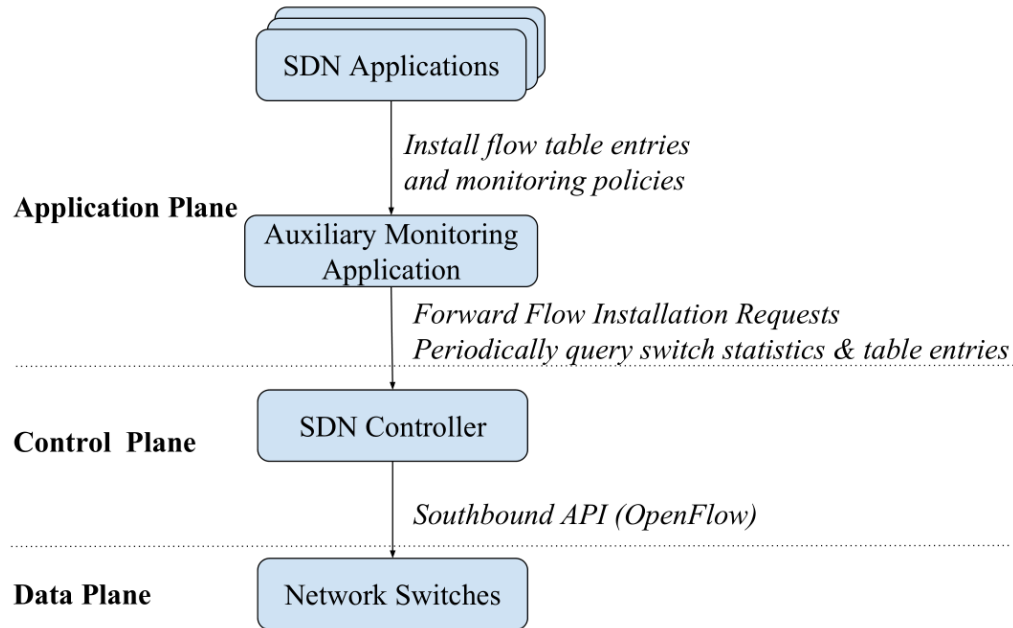 SDN Applications
Install flow table entries
and monitoring policies
Application Plane
Auxiliary Monitoring
Application
Forward Flow Installation Requests
Periodically query switch statistics & table entries
SDN Controller
Control Plane
Southbound API (OpenFlow)
Network Switches
Data Plane